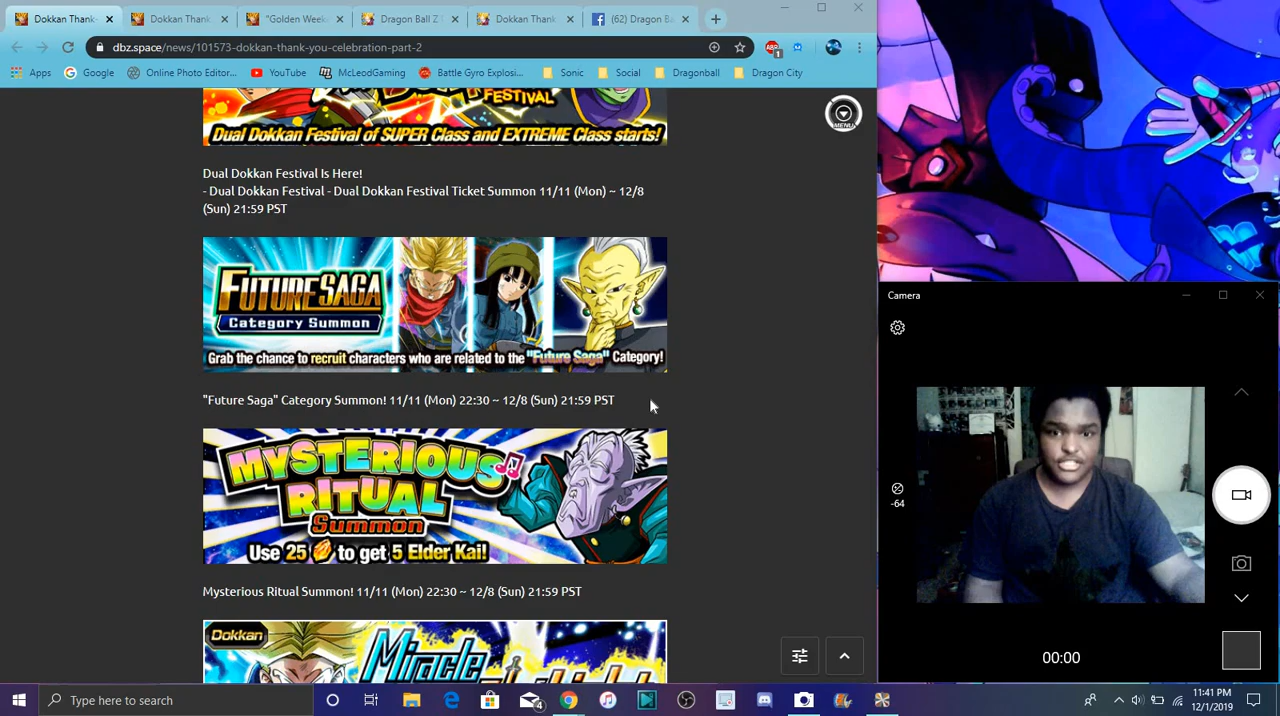 Dokkan Thank-
Dokkan Thank
"Golden Week
Dragon Ball Z
Dokkan Thank
(62) Dragon Ba
dbz.space/news/101573-dokkan-thank-you-celebration-part-2
ABP
1
Apps
Google
Online Photo Editor...
YouTube
McLeodGaming
Battle Gyro Explosi...
Sonic
Social
Dragonball
Dragon City
MENU
FESTIVAL
Dual Dokkan Festival of SUPER Class and EXTREME Class starts!
Dual Dokkan Festival Is Here!
- Dual Dokkan Festival - Dual Dokkan Festival Ticket Summon 11/11 (Mon) ~ 12/8
(Sun) 21:59 PST
FUTURE SAGA
Category Summon
Grab the chance to recruit characters who are related to the "Future Saga" Category!
"Future Saga" Category Summon! 11/11 (Mon) 22:30 ~ 12/8 (Sun) 21:59 PST
MYSTERIOUS
RITUAL
Summon
Use 25 to get 5 Elder Kai!
Mysterious Ritual Summon! 11/11 (Mon) 22:30 ~ 12/8 (Sun) 21:59 PST
Dokkan
Miracle
Camera
-64
00:00
Type here to search
4
11:41 PM
12/1/2019